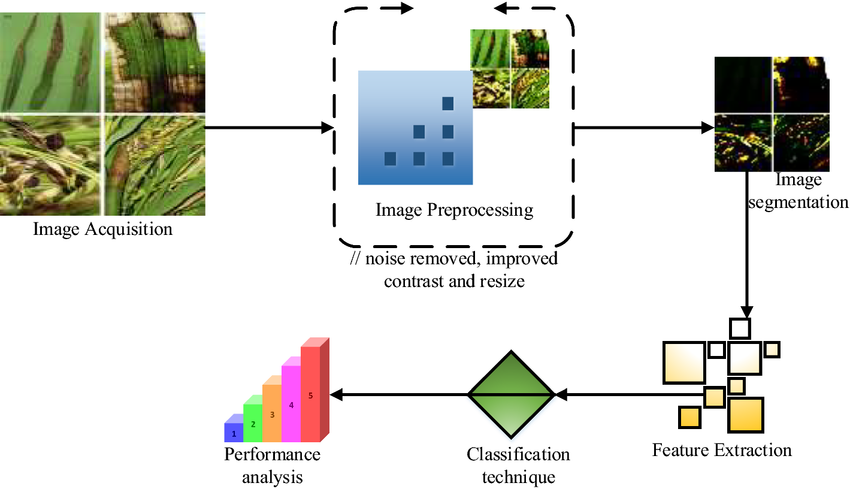 Image Acquisition
Image Preprocessing
// noise removed, improved
contrast and resize
Image
segmentation
Feature Extraction
Classification
technique
1
2
3
4
5
Performance
analysis